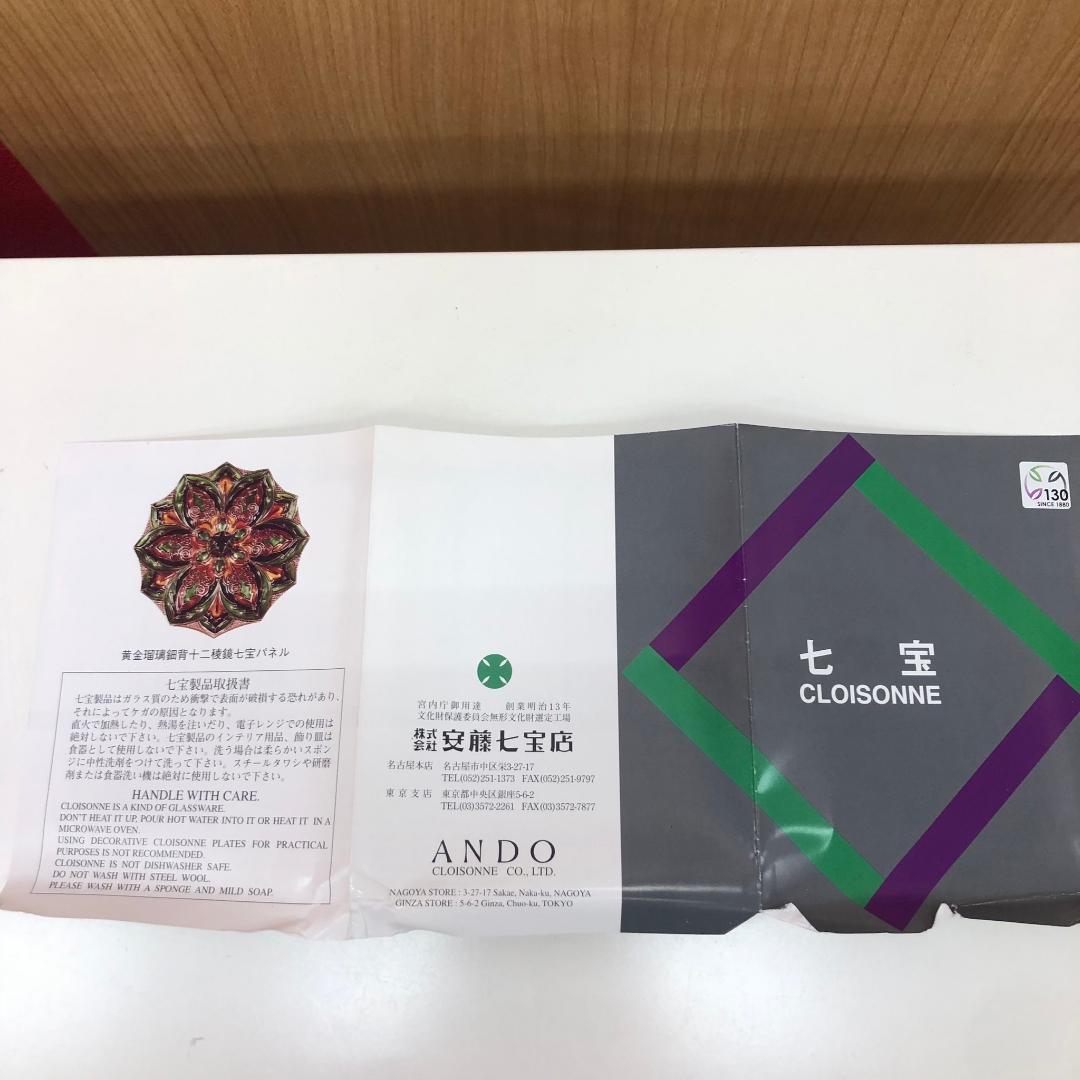 黄金瑠璃鈿背十二稜鏡七宝パネル
七宝製品取扱書
七宝製品はガラス質のため衝撃で表面が破損する恐れがあり、
それによってケガの原因となります。
直火で加熱したり、熱湯を注いだり、電子レンジでの使用は
絶対しないで下さい。七宝製品のインテリア用品、飾り皿は
食器として使用しないで下さい。洗う場合は柔らかいスポン
ジに中性洗剤をつけて洗って下さい。スチールタワシや研磨
剤または食器洗い機は絶対に使用しないで下さい。
HANDLE WITH CARE.
CLOISONNE IS A KIND OF GLASSWARE.
DON'T HEAT IT UP, POUR HOT WATER INTO IT OR HEAT IT IN A
MICROWAVE OVEN.
USING DECORATIVE CLOISONNE PLATES FOR PRACTICAL
PURPOSES IS NOT RECOMMENDED.
CLOISONNE IS NOT DISHWASHER SAFE.
DO NOT WASH WITH STEEL WOOL.
PLEASE WASH WITH A SPONGE AND MILD SOAP.
宮内庁御用達 創業明治13年
文化財保護委員会無形文化財選定工場
株式会社 安藤七宝店
名古屋本店 名古屋市中区栄3-27-17
TEL(052)251-1373 FAX(052)251-9797
東京支店 東京都中央区銀座5-6-2
TEL(03)3572-2261 FAX(03)3572-7877
ANDO
CLOISONNE CO., LTD.
NAGOYA STORE : 3-27-17 Sakae, Naka-ku, NAGOYA
GINZA STORE : 5-6-2 Ginza, Chuo-ku, TOKYO
七宝
CLOISONNE
130
SINCE 1880